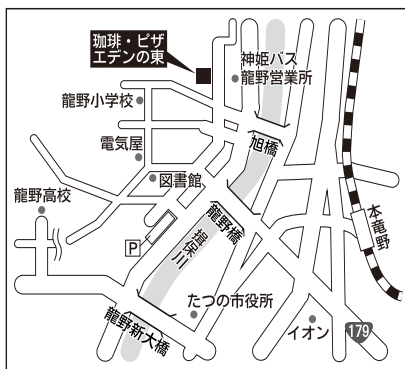 珈琲・ピザ
エデンの東
神姫バス
龍野営業所
龍野小学校
旭橋
電気屋
図書館
龍野高校
龍野橋
本竜野
P
揖保川
たつの市役所
龍野新大橋
イオン
179